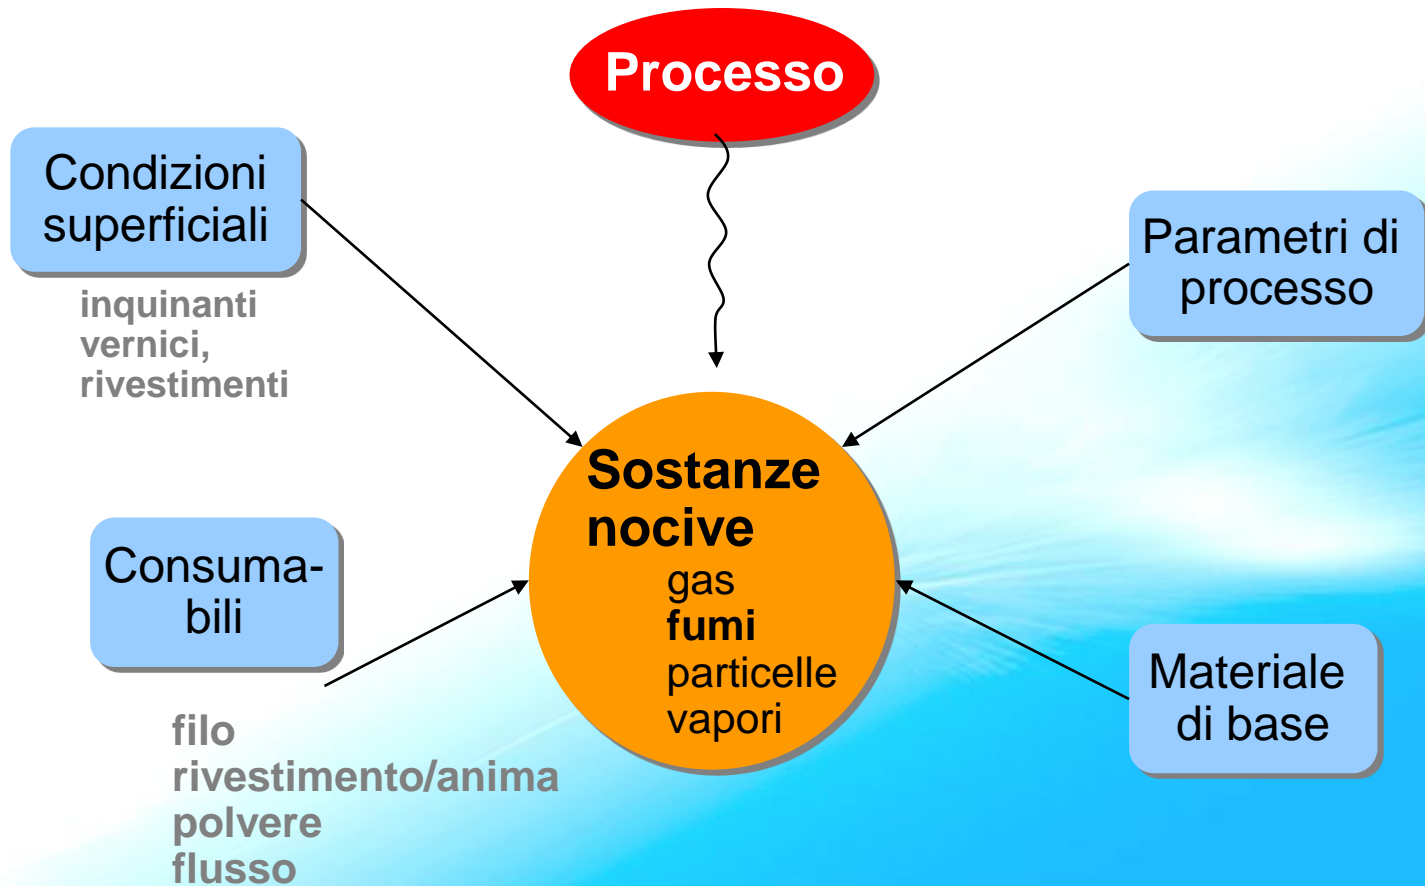 Processo
Condizioni
superficiali
inquinanti
vernici,
rivestimenti
Parametri di
processo
Sostanze
nocive
gas
fumi
particelle
vapori
Consuma-
bili
filo
rivestimento/anima
polvere
flusso
Materiale
di base